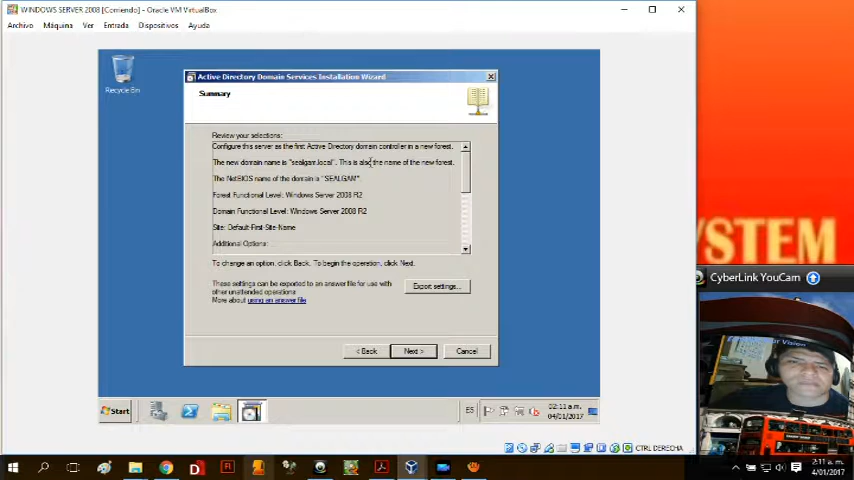 WINDOWS SERVER 2008 [Corriendo] - Oracle VM VirtualBox
Archivo Máquina Ver Entrada Dispositivos Ayuda
Recycle Bin
Active Directory Domain Services Installation Wizard
Summary
Review your selections:
Configure this server as the first Active Directory domain controller in a new forest.
The new domain name is "sealgam.local". This is also the name of the new forest.
The NetBIOS name of the domain is "SEALGAM".
Forest Functional Level: Windows Server 2008 R2
Domain Functional Level: Windows Server 2008 R2
Site: Default-First-Site-Name
Additional Options:
To change an option, click Back. To begin the operation, click Next.
These settings can be exported to an answer file for use with
other unattended operations
More about using an answer file
Export settings...
< Back Next > Cancel
Start
ES
02:11 a.m.
04/01/2017
CTRL DERECHA
YSTEM
CyberLink YouCam
Vision
2:11 a. m.
4/01/2017